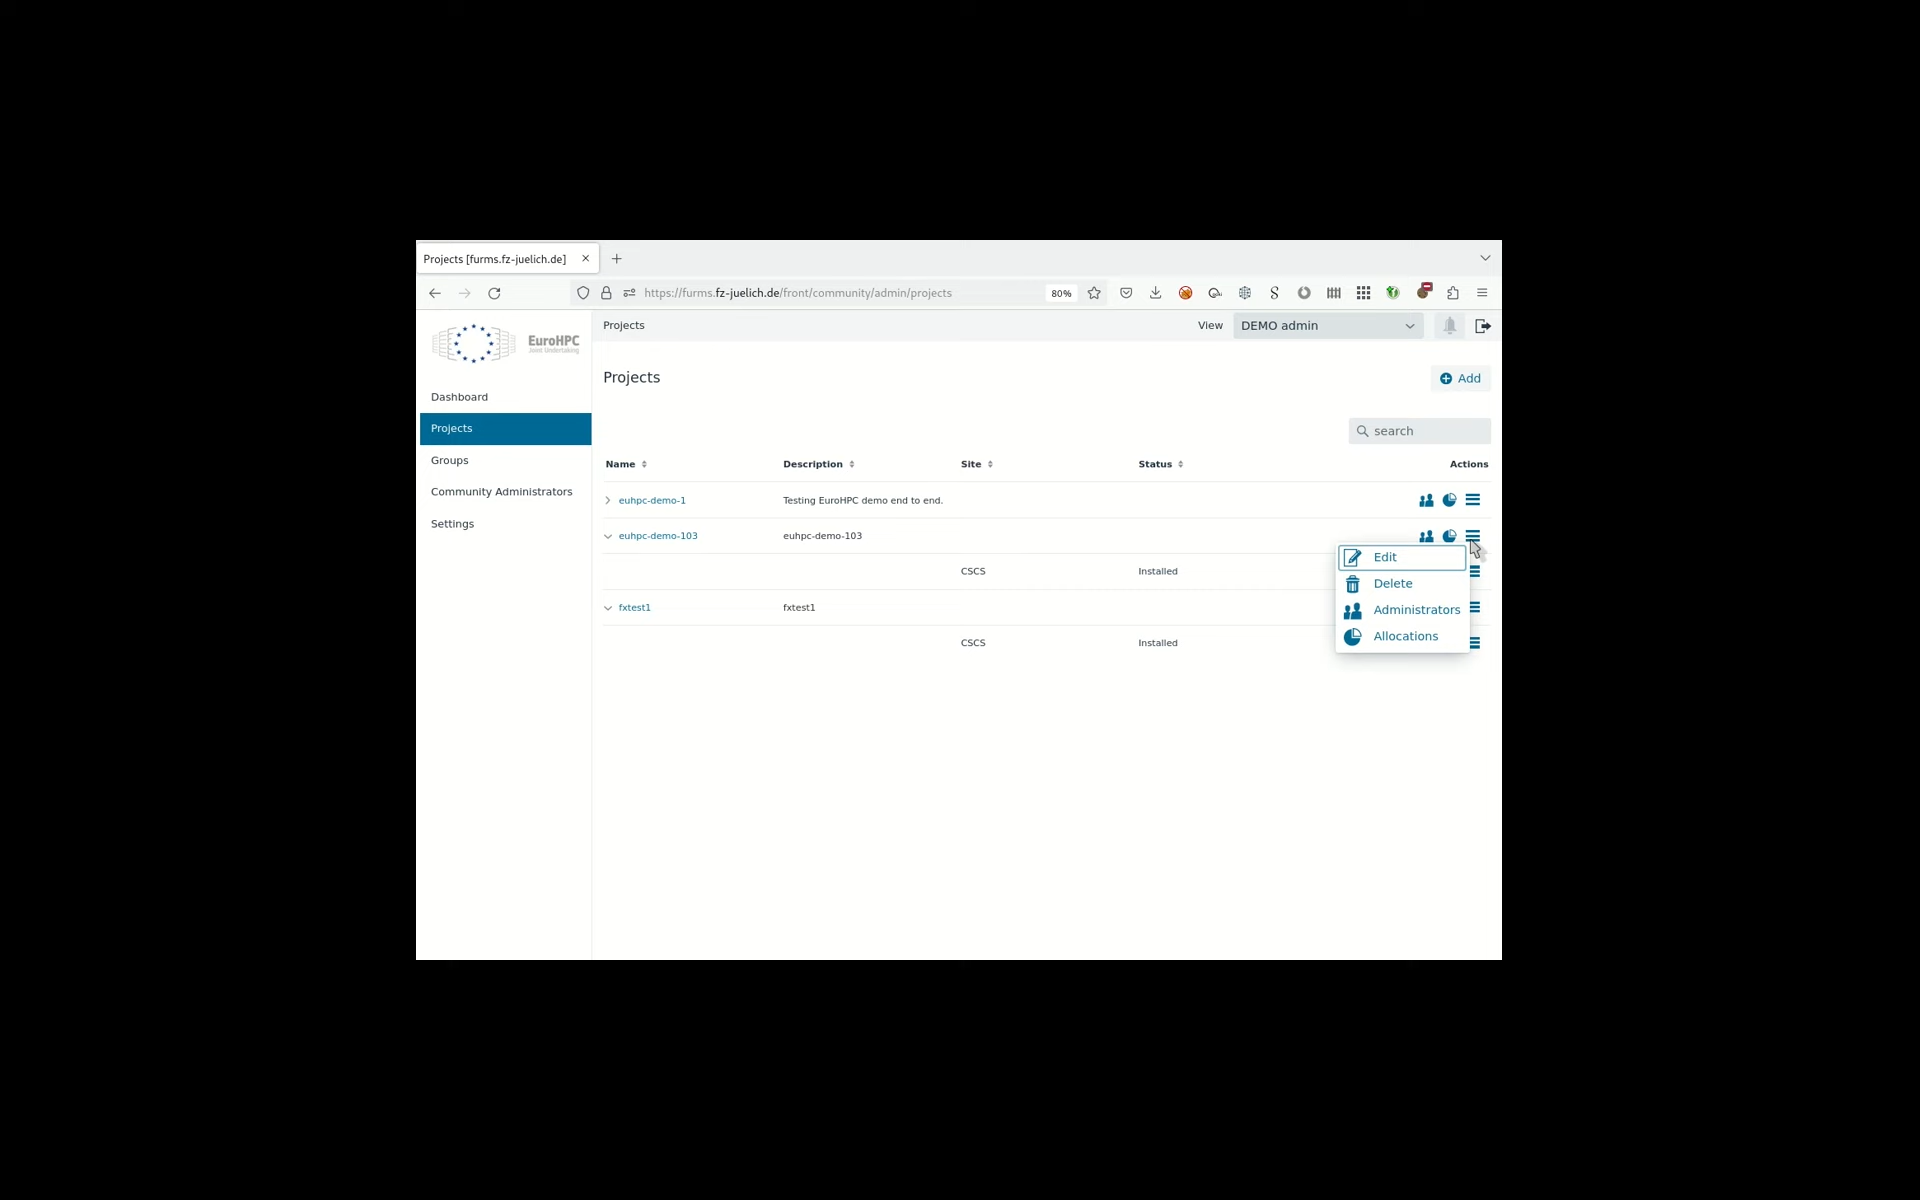 Projects [furms.fz-juelich.de]
https://furms.fz-juelich.de/front/community/admin/projects
80%
EuroHPC
Joint Undertaking
Projects
View
DEMO admin
Dashboard
Projects
Groups
Community Administrators
Settings
Projects
Add
search
Name
Description
Site
Status
Actions
euhpc-demo-1
Testing EuroHPC demo end to end.
euhpc-demo-103
euhpc-demo-103
CSCS
Installed
fxtest1
fxtest1
CSCS
Installed
Edit
Delete
Administrators
Allocations